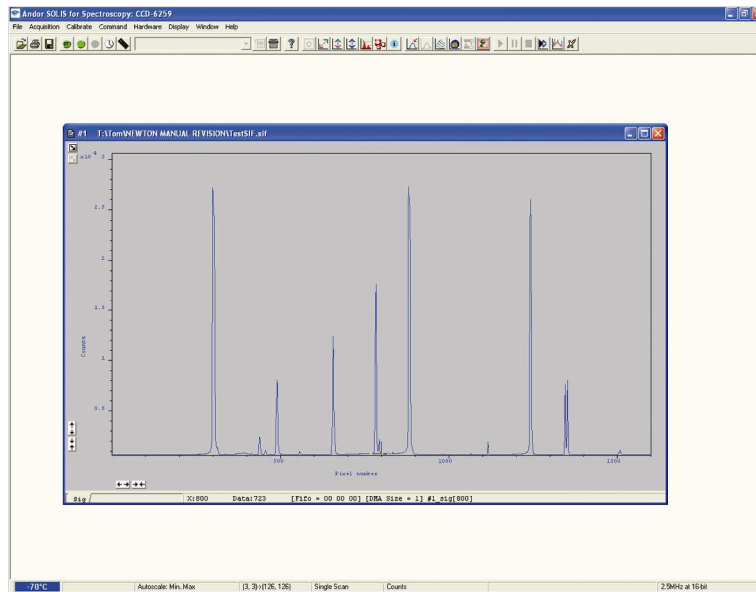 Andor SOLIS for Spectroscopy: CCD-6259
File Acquisition Calibrate Command Hardware Display Window Help
#1 T:\Tom\NEWTON MANUAL REVISION\TestSIF.sif
x10 4 3
2.5
2
1.5
1
0.5
Counts
500 1000 1500
Pixel number
Sig X:800 Data:723 [Fifo = 00 00 00] [DMA Size = 1] #1_sig[800]
-70°C Autoscale: Min..Max (3, 3)->(126, 126) Single Scan Counts 2.5MHz at 16-bit